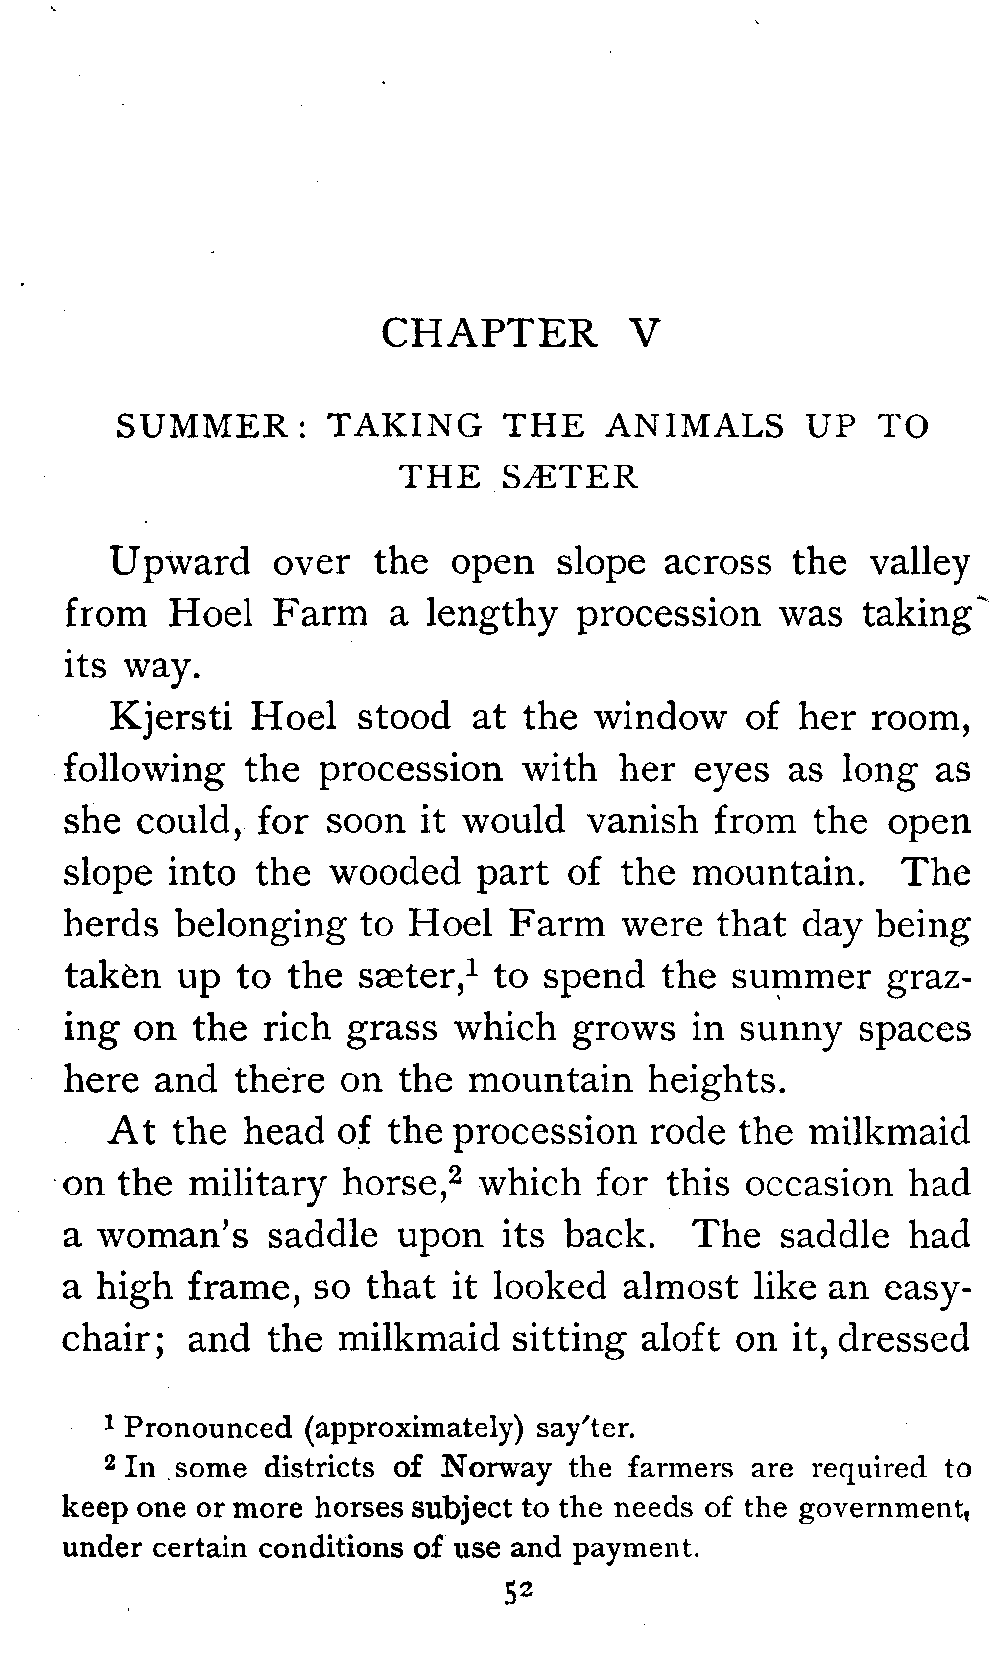 CHAPTER V
SUMMER: TAKING THE ANIMALS UP TO
THE SÆTER
Upward over the open slope across the valley
from Hoel Farm a lengthy procession was taking
its way.
Kjersti Hoel stood at the window of her room,
following the procession with her eyes as long as
she could, for soon it would vanish from the open
slope into the wooded part of the mountain. The
herds belonging to Hoel Farm were that day being
taken up to the sæter,¹ to spend the summer graz-
ing on the rich grass which grows in sunny spaces
here and there on the mountain heights.
At the head of the procession rode the milkmaid
on the military horse,² which for this occasion had
a woman's saddle upon its back. The saddle had
a high frame, so that it looked almost like an easy-
chair; and the milkmaid sitting aloft on it, dressed
¹ Pronounced (approximately) say′ter.
² In some districts of Norway the farmers are required to
keep one or more horses subject to the needs of the government,
under certain conditions of use and payment.
52